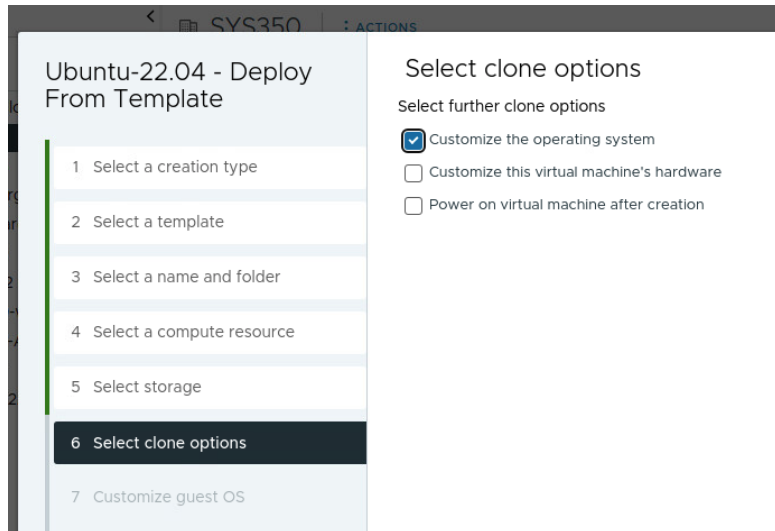 SYS350
ACTIONS
Ubuntu-22.04 - Deploy
From Template
1 Select a creation type
2 Select a template
3 Select a name and folder
4 Select a compute resource
5 Select storage
6 Select clone options
7 Customize guest OS
Select clone options
Select further clone options
Customize the operating system
Customize this virtual machine's hardware
Power on virtual machine after creation